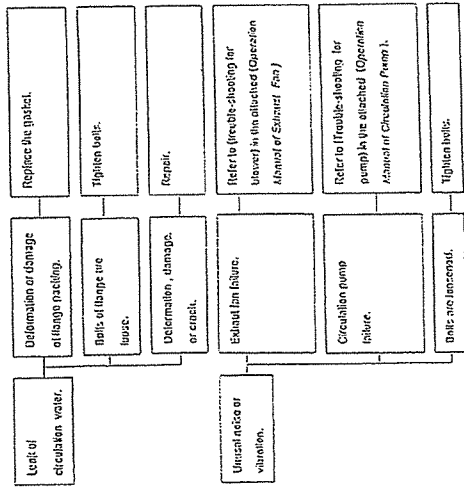 Leak of
circulation water.
Deformation or damage
of flange packing.
Replace the gasket.
Bolts of flange are
loose.
Tighten bolts.
Deformation, damage,
or crack.
Repair.
Unusal noise or
vibration.
Exhaust fan failure.
Refer to (trouble-shooting for
blower) in the attached (Operation
Manual of Exhaust Fan)
Circulation pump
failure.
Refer to (Trouble-shooting for
pump) in the attached (Operation
Manual of Circulation Pump).
Bolts are loosened.
Tighten bolts.